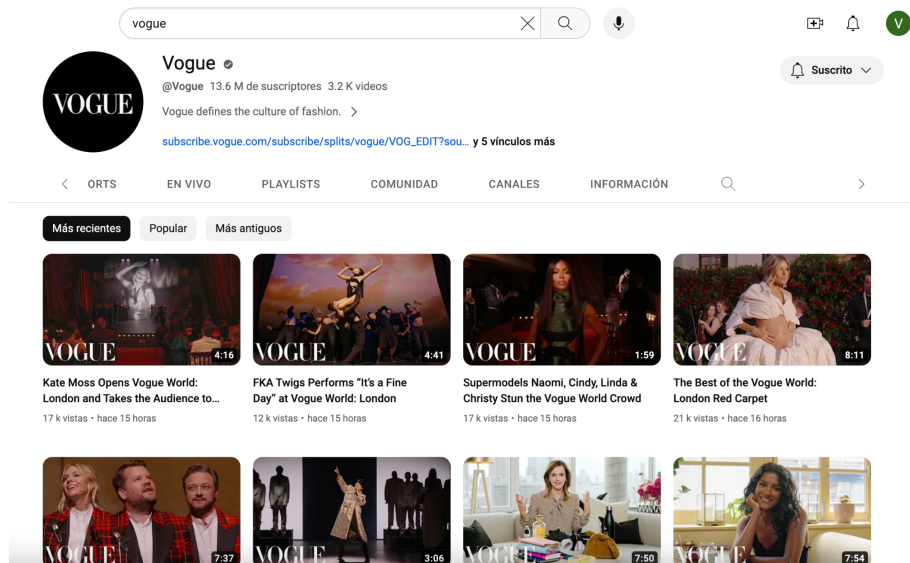 vogue
V
Vogue
VOGUE
@Vogue 13.6 M de suscriptores 3.2 K videos
Suscrito
Vogue defines the culture of fashion.
subscribe.vogue.com/subscribe/splits/vogue/VOG_EDIT?sou... y 5 vínculos más
ORTS EN VIVO PLAYLISTS COMUNIDAD CANALES INFORMACIÓN
Más recientes Popular Más antiguos
VOGUE 4:16 VOGUE 4:41 VOGUE 1:59 VOGUE 8:11
Kate Moss Opens Vogue World:
London and Takes the Audience to...
17 k vistas • hace 15 horas
FKA Twigs Performs “It’s a Fine
Day” at Vogue World: London
12 k vistas • hace 15 horas
Supermodels Naomi, Cindy, Linda &
Christy Stun the Vogue World Crowd
17 k vistas • hace 15 horas
The Best of the Vogue World:
London Red Carpet
21 k vistas • hace 16 horas
VOGUE 7:37 VOGUE 3:06 VOGUE 7:50 VOGUE 7:54